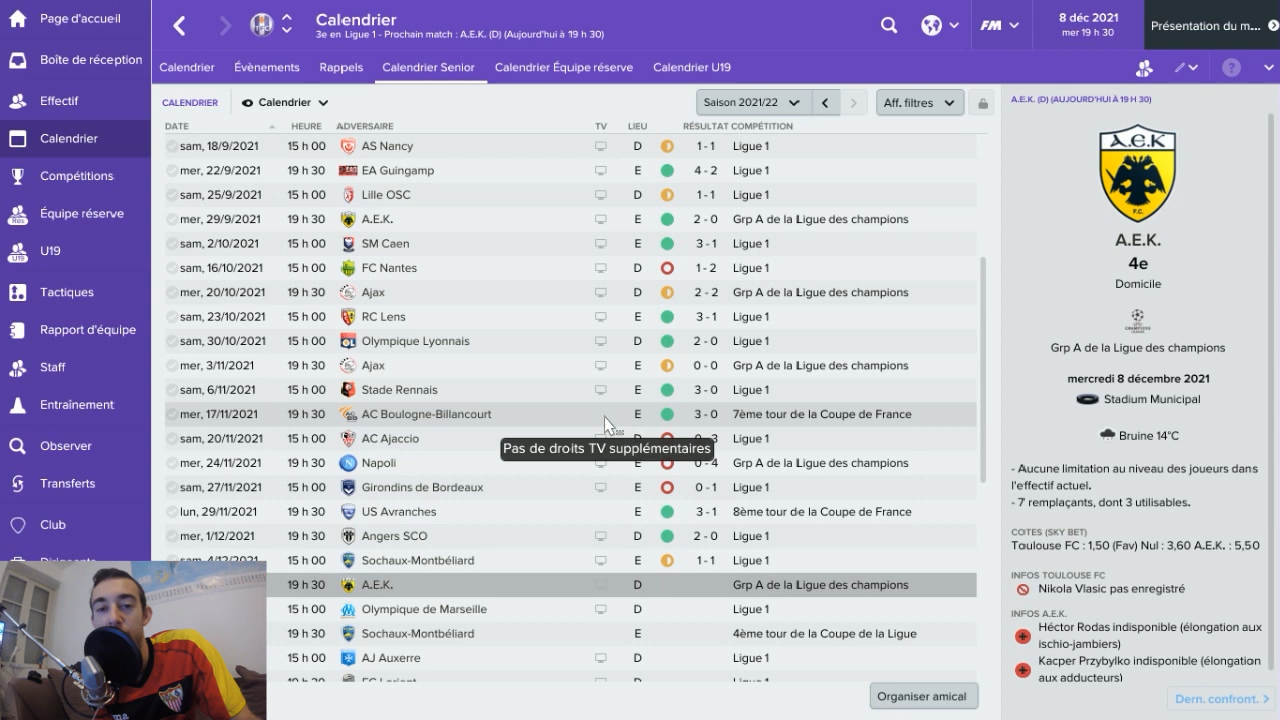 Page d'accueil
Boîte de réception
Effectif
Calendrier
Compétitions
Équipe réserve
U19
Tactiques
Rapport d'équipe
Staff
Entraînement
Observer
Transferts
Club
Calendrier
3e en Ligue 1 - Prochain match : A.E.K. (D) (Aujourd'hui à 19 h 30)
FM
8 déc 2021
mer 19 h 30
Présentation du m...
Calendrier Évènements Rappels Calendrier Senior Calendrier Équipe réserve Calendrier U19
CALENDRIER Calendrier Saison 2021/22 Aff. filtres
DATE HEURE ADVERSAIRE TV LIEU RÉSULTAT COMPÉTITION
sam, 18/9/2021 15 h 00 AS Nancy D 1 - 1 Ligue 1
mer, 22/9/2021 19 h 30 EA Guingamp E 4 - 2 Ligue 1
sam, 25/9/2021 15 h 00 Lille OSC D 1 - 1 Ligue 1
mer, 29/9/2021 19 h 30 A.E.K. E 2 - 0 Grp A de la Ligue des champions
sam, 2/10/2021 15 h 00 SM Caen E 3 - 1 Ligue 1
sam, 16/10/2021 15 h 00 FC Nantes D 1 - 2 Ligue 1
mer, 20/10/2021 19 h 30 Ajax D 2 - 2 Grp A de la Ligue des champions
sam, 23/10/2021 15 h 00 RC Lens E 3 - 1 Ligue 1
sam, 30/10/2021 15 h 00 Olympique Lyonnais D 2 - 0 Ligue 1
mer, 3/11/2021 19 h 30 Ajax E 0 - 0 Grp A de la Ligue des champions
sam, 6/11/2021 15 h 00 Stade Rennais E 3 - 0 Ligue 1
mer, 17/11/2021 19 h 30 AC Boulogne-Billancourt E 3 - 0 7ème tour de la Coupe de France
sam, 20/11/2021 15 h 00 AC Ajaccio 3 Ligue 1
Pas de droits TV supplémentaires
mer, 24/11/2021 19 h 30 Napoli E 0 - 4 Grp A de la Ligue des champions
sam, 27/11/2021 15 h 00 Girondins de Bordeaux E 0 - 1 Ligue 1
lun, 29/11/2021 19 h 30 US Avranches E 3 - 1 8ème tour de la Coupe de France
mer, 1/12/2021 19 h 30 Angers SCO D 2 - 0 Ligue 1
15 h 00 Sochaux-Montbéliard E 1 - 1 Ligue 1
19 h 30 A.E.K. D Grp A de la Ligue des champions
15 h 00 Olympique de Marseille D Ligue 1
19 h 30 Sochaux-Montbéliard E 4ème tour de la Coupe de la Ligue
15 h 00 AJ Auxerre D Ligue 1
Organiser amical
A.E.K. (D) (AUJOURD'HUI À 19 H 30)
A.E.K
F.C.
A.E.K.
4e
Domicile
Grp A de la Ligue des champions
mercredi 8 décembre 2021
Stadium Municipal
Bruine 14°C
- Aucune limitation au niveau des joueurs dans
l'effectif actuel.
- 7 remplaçants, dont 3 utilisables.
COTES (SKY BET)
Toulouse FC : 1,50 (Fav) Nul : 3,60 A.E.K. : 5,50
INFOS TOULOUSE FC
Nikola Vlasic pas enregistré
INFOS A.E.K.
Héctor Rodas indisponible (élongation aux
ischio-jambiers)
Kacper Przybylko indisponible (élongation
aux adducteurs)
Dern. confront.